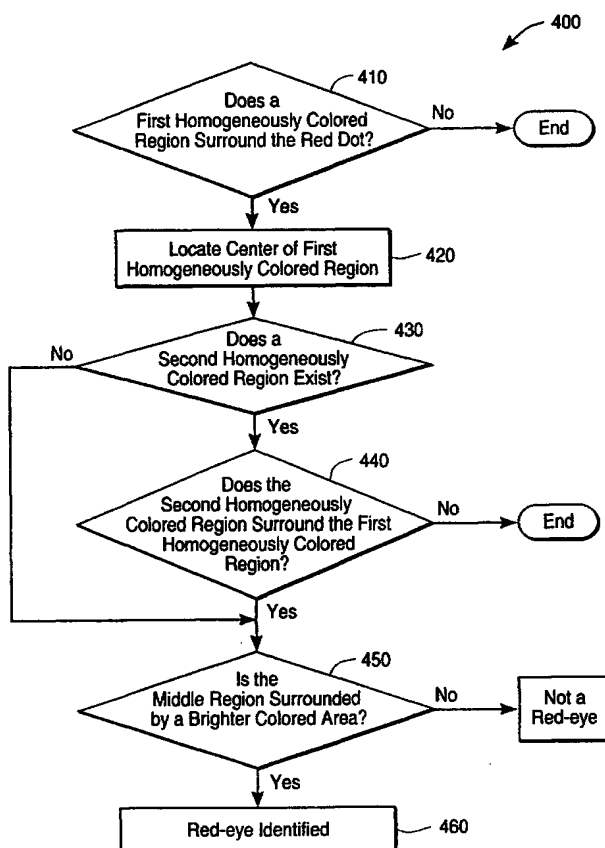 400
410
Does a
First Homogeneously Colored
Region Surround the Red Dot?
No
End
Yes
Locate Center of First
Homogeneously Colored Region
420
430
Does a
Second Homogeneously
Colored Region Exist?
No
Yes
440
Does the
Second Homogeneously
Colored Region Surround the First
Homogeneously Colored
Region?
No
End
Yes
450
Is the
Middle Region Surrounded
by a Brighter Colored Area?
No
Not a
Red-eye
Yes
Red-eye Identified
460